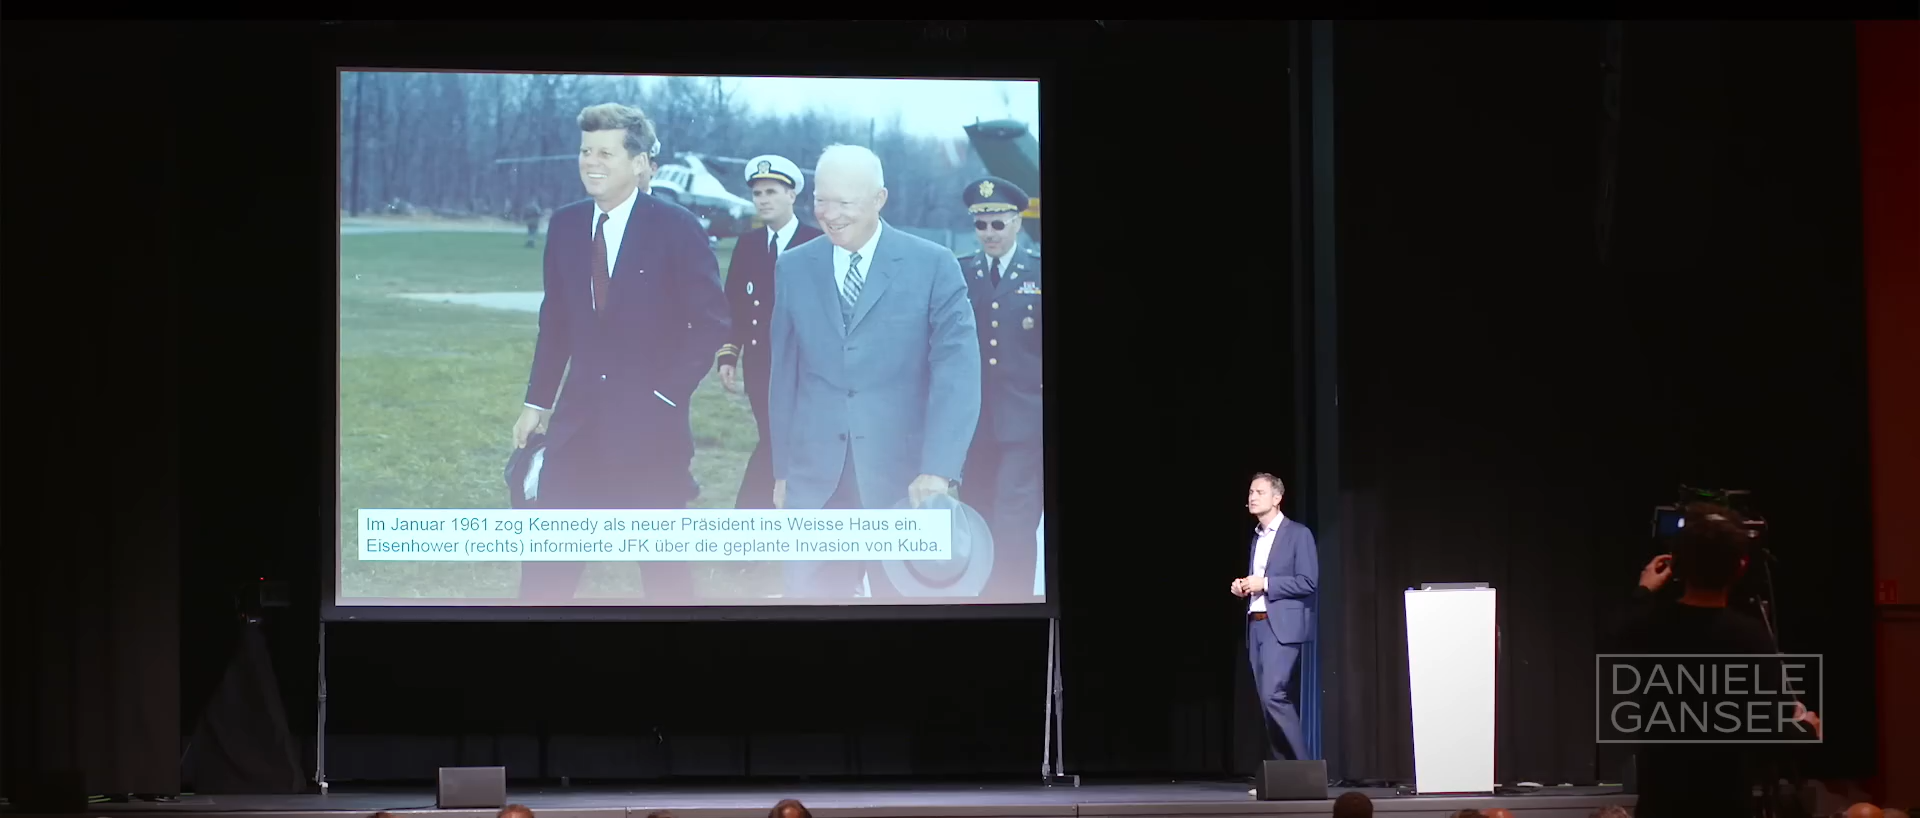 Im Januar 1961 zog Kennedy als neuer Präsident ins Weisse Haus ein.
Eisenhower (rechts) informierte JFK über die geplante Invasion von Kuba.
DANIELE
GANSER